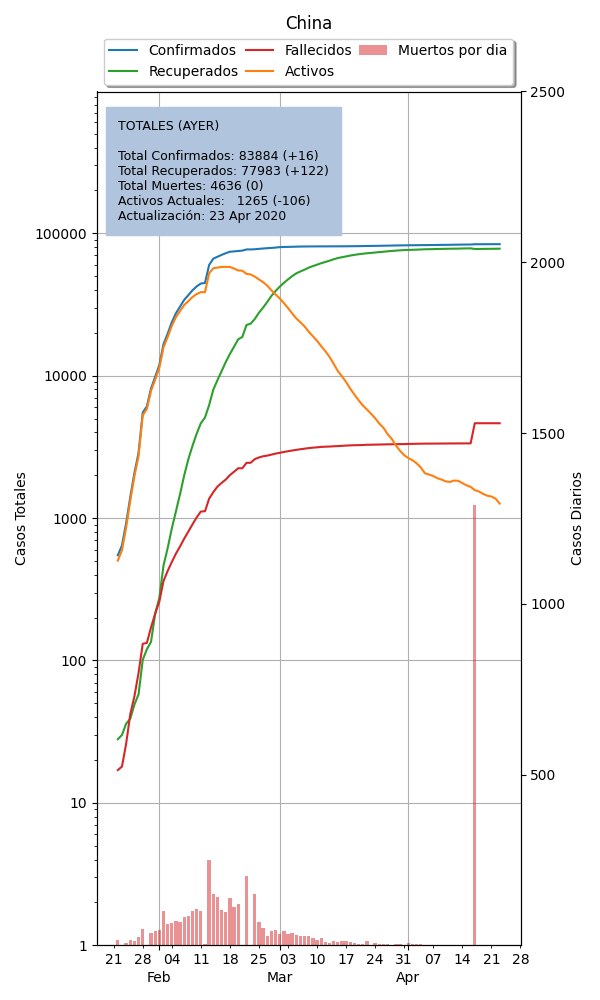 China
Confirmados
Recuperados
Fallecidos
Activos
Muertos por dia
TOTALES (AYER)
Total Confirmados: 83884 (+16)
Total Recuperados: 77983 (+122)
Total Muertes: 4636 (0)
Activos Actuales:   1265 (-106)
Actualización: 23 Apr 2020
Casos Totales
100000
10000
1000
100
10
1
2500
2000
1500
1000
500
Casos Diarios
21 28 04 11 18 25 03 10 17 24 31 07 14 21 28
Feb Mar Apr